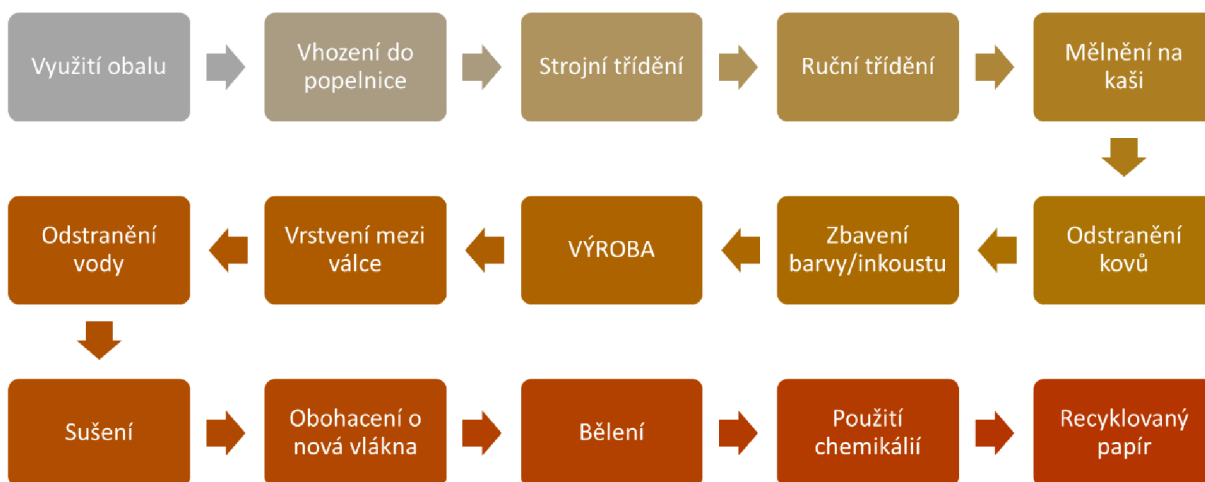 Využití obalu
Vhození do
popelnice
Strojní třídění
Ruční třídění
Mělnění na
kaši
Odstranění
kovů
Zbavení
barvy/inkoustu
VÝROBA
Vrstvení mezi
válce
Odstranění
vody
Sušení
Obohacení o
nová vlákna
Bělení
Použití
chemikálií
Recyklovaný
papír